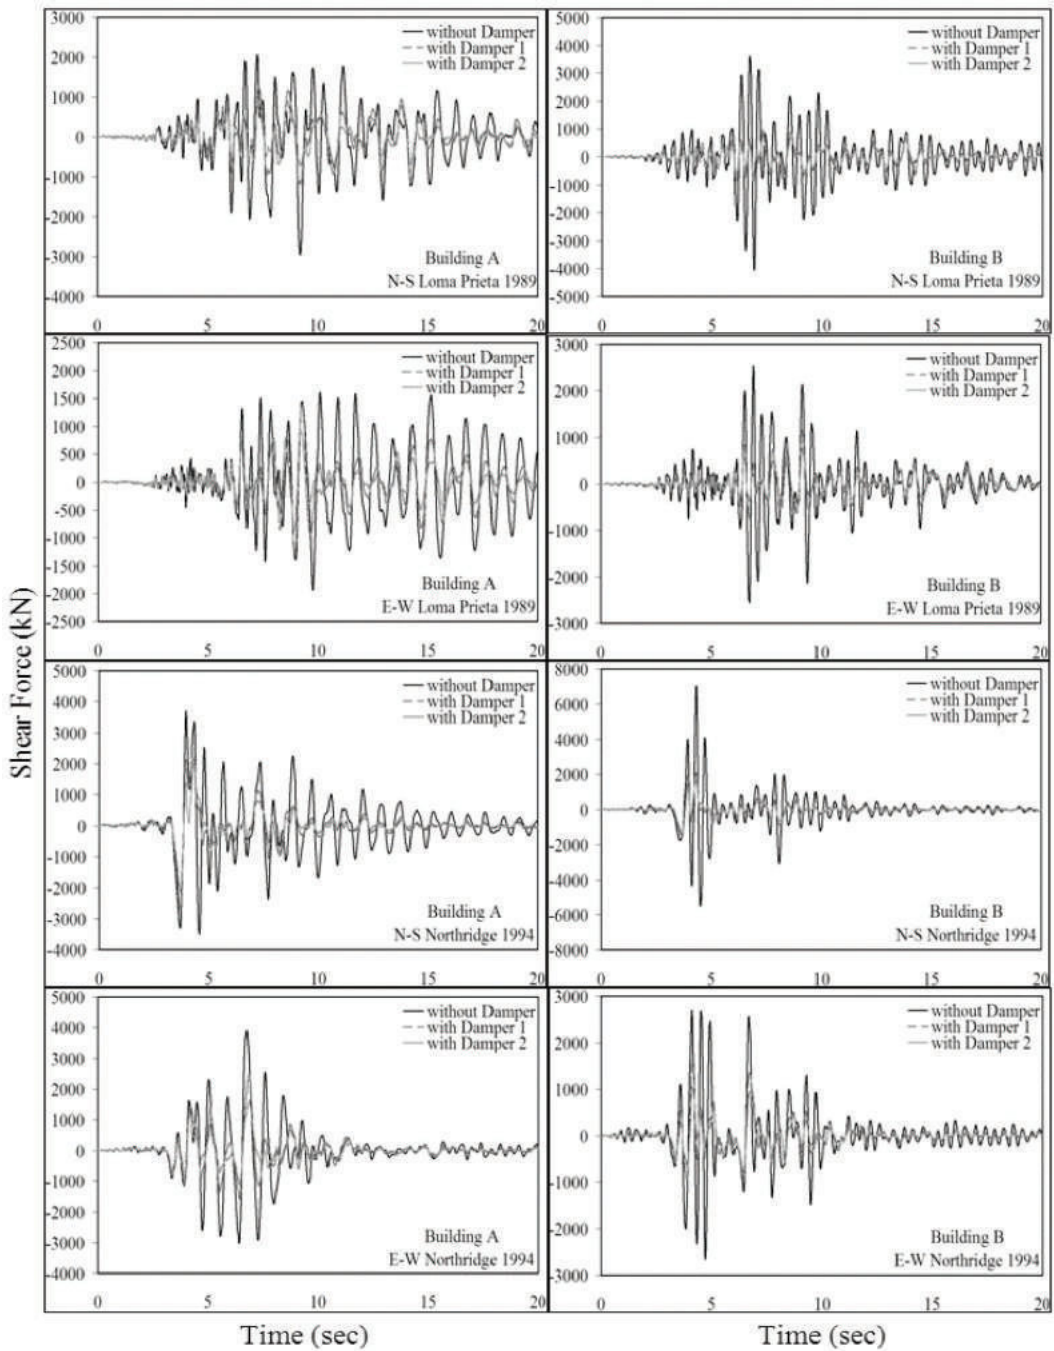 Shear Force (kN)
3000
2000
1000
0
-1000
-2000
-3000
-4000
without Damper
with Damper 1
with Damper 2
Building A
N-S Loma Prieta 1989
0 5 10 15 20
5000
4000
3000
2000
1000
0
-1000
-2000
-3000
-4000
-5000
without Damper
with Damper 1
with Damper 2
Building B
N-S Loma Prieta 1989
0 5 10 15 20
2500
2000
1500
1000
500
0
-500
-1000
-1500
-2000
-2500
without Damper
with Damper 1
with Damper 2
Building A
E-W Loma Prieta 1989
0 5 10 15 20
3000
2000
1000
0
-1000
-2000
-3000
without Damper
with Damper 1
with Damper 2
Building B
E-W Loma Prieta 1989
0 5 10 15 20
5000
4000
3000
2000
1000
0
-1000
-2000
-3000
-4000
without Damper
with Damper 1
with Damper 2
Building A
N-S Northridge 1994
0 5 10 15 20
8000
6000
4000
2000
0
-2000
-4000
-6000
-8000
without Damper
with Damper 1
with Damper 2
Building B
N-S Northridge 1994
0 5 10 15 20
5000
4000
3000
2000
1000
0
-1000
-2000
-3000
-4000
without Damper
with Damper 1
with Damper 2
Building A
E-W Northridge 1994
0 5 10 15 20
3000
2000
1000
0
-1000
-2000
-3000
without Damper
with Damper 1
with Damper 2
Building B
E-W Northridge 1994
0 5 10 15 20
Time (sec)
Time (sec)